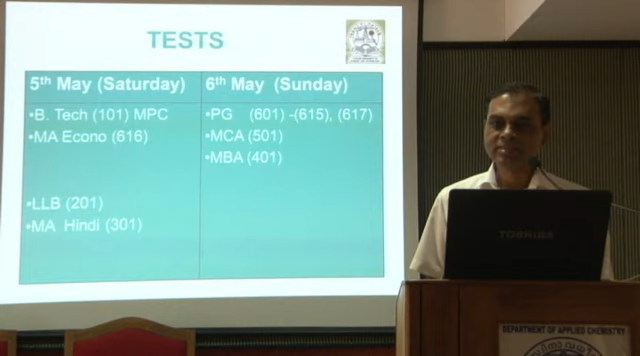 TESTS
5th May (Saturday)
6th May (Sunday)
•B. Tech (101) MPC
•MA Econo (616)
•LLB (201)
•MA Hindi (301)
•PG (601) -(615), (617)
•MCA (501)
•MBA (401)
TOSHIBA
DEPARTMENT OF APPLIED CHEMISTRY